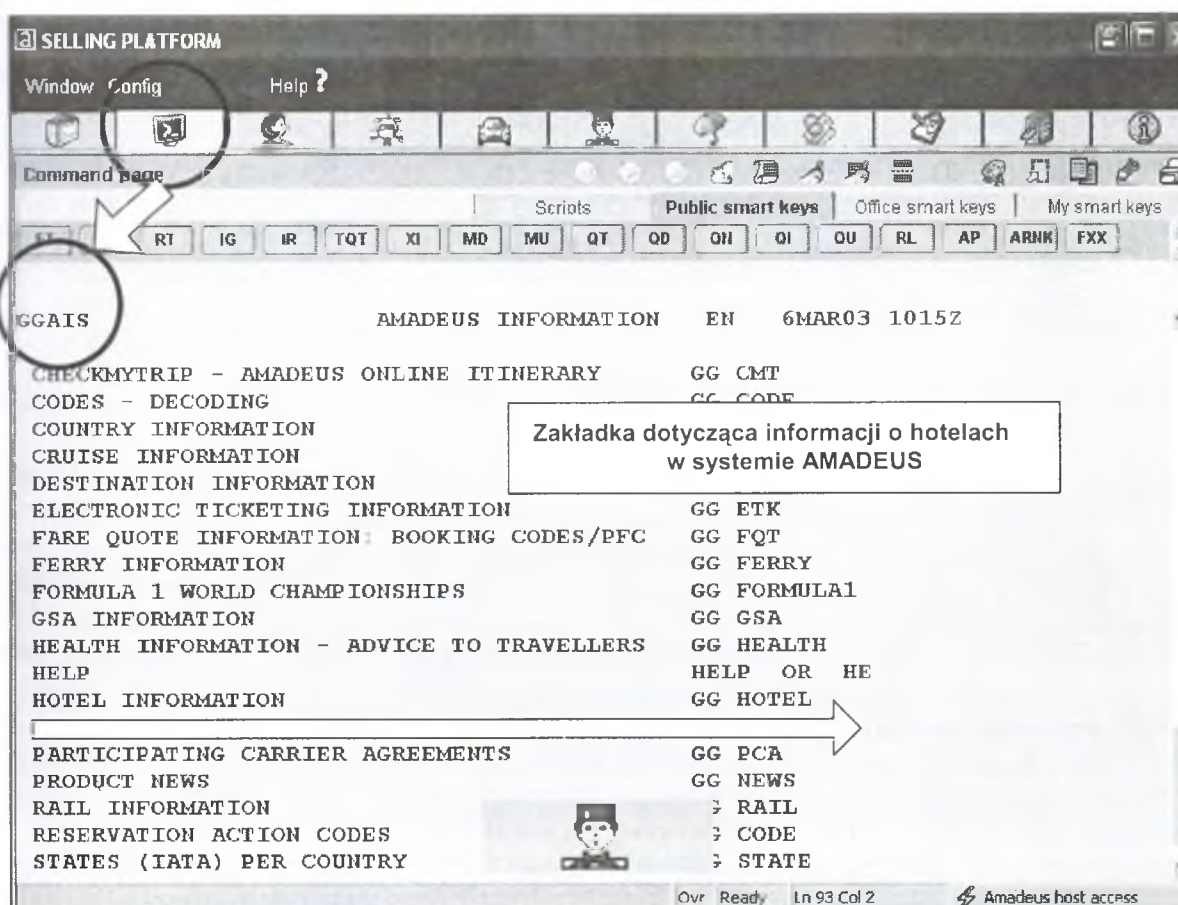 SELLING PLATFORM
Window Config Help ?
Command page
Scripts Public smart keys Office smart keys My smart keys
RT IG IR TQT XI MD MU QT QD QN QI QU RL AP ARNK FXX
GGAIS AMADEUS INFORMATION EN 6MAR03 1015Z
CHECKMYTRIP - AMADEUS ONLINE ITINERARY GG CMT
CODES - DECODING GG CODE
COUNTRY INFORMATION
CRUISE INFORMATION
DESTINATION INFORMATION
Zakładka dotycząca informacji o hotelach
w systemie AMADEUS
ELECTRONIC TICKETING INFORMATION GG ETK
FARE QUOTE INFORMATION: BOOKING CODES/PFC GG FQT
FERRY INFORMATION GG FERRY
FORMULA 1 WORLD CHAMPIONSHIPS GG FORMULA1
GSA INFORMATION GG GSA
HEALTH INFORMATION - ADVICE TO TRAVELLERS GG HEALTH
HELP HELP OR HE
HOTEL INFORMATION GG HOTEL
PARTICIPATING CARRIER AGREEMENTS GG PCA
PRODUCT NEWS GG NEWS
RAIL INFORMATION RAIL
RESERVATION ACTION CODES CODE
STATES (IATA) PER COUNTRY STATE
Ovr Ready Ln 93 Col 2 Amadeus host access